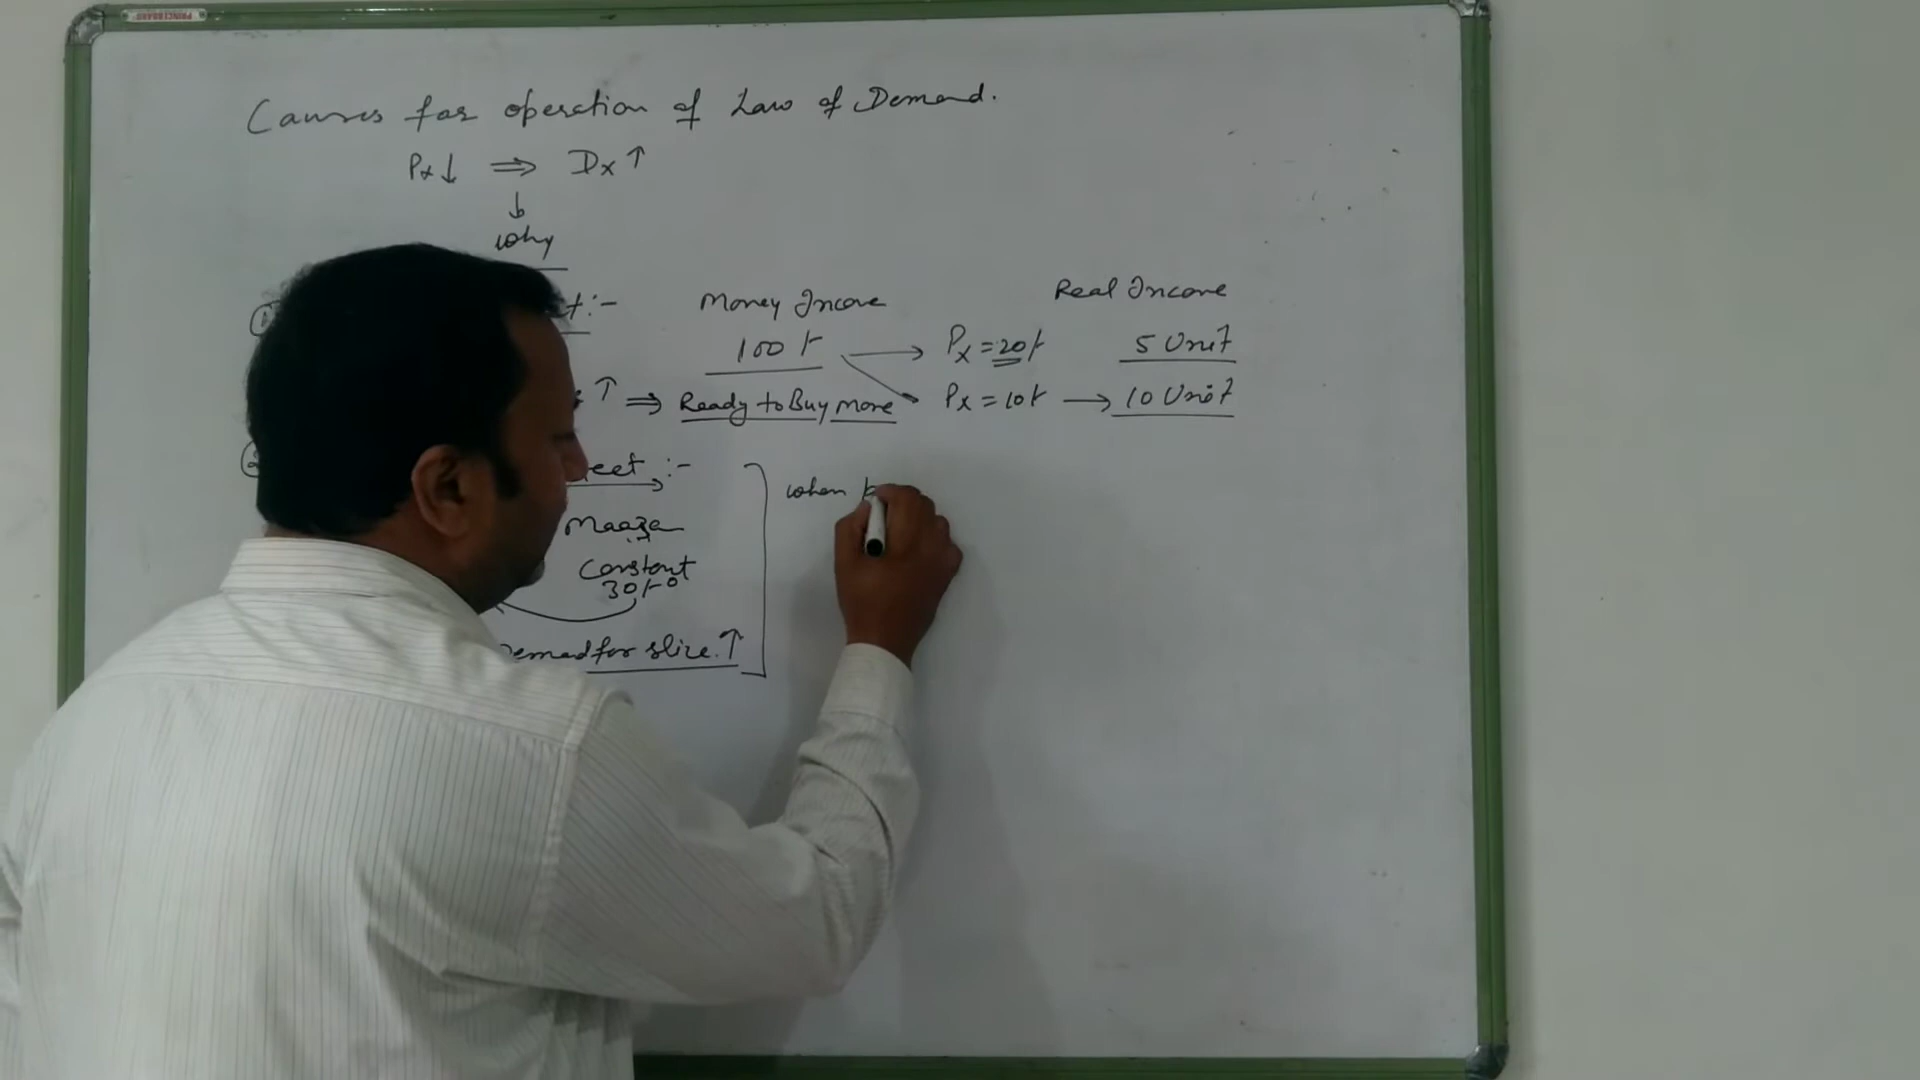 Causes for operation of Law of Demand.
Px↓ ⇒ Dx↑
↓
why
t:-
Money Income Real Income
100 ₹ → Px = 20 ₹ 5 Unit
↑ ⇒ Ready to Buy more Px = 10 ₹ → 10 Unit
:-
when
Maaza
Constant
30 ₹
Demand for slice.↑